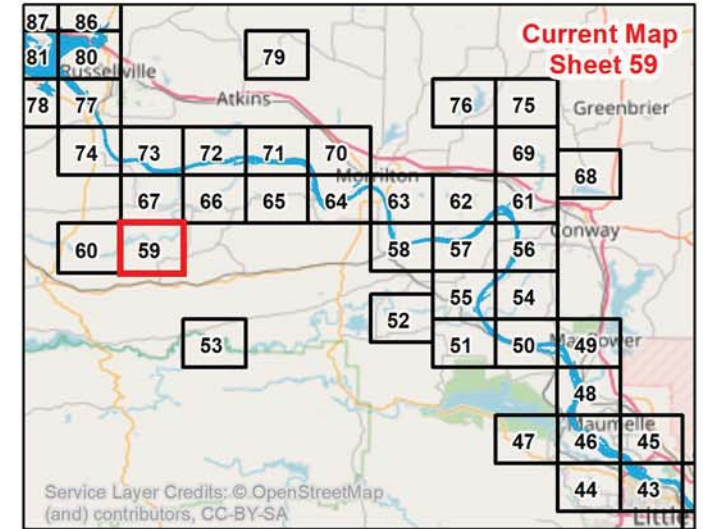 87 86
Current Map
Sheet 59
81 80 79
Russellville
78 77 Atkins 76 75 Greenbrier
74 73 72 71 70 69
Morrilton 68
67 66 65 64 63 62 61
Conway
60 59 58 57 56
55 54
52
53 51 50 49
48
Maumelle
47 46 45
44 43
Little
Service Layer Credits: © OpenStreetMap
(and) contributors, CC-BY-SA